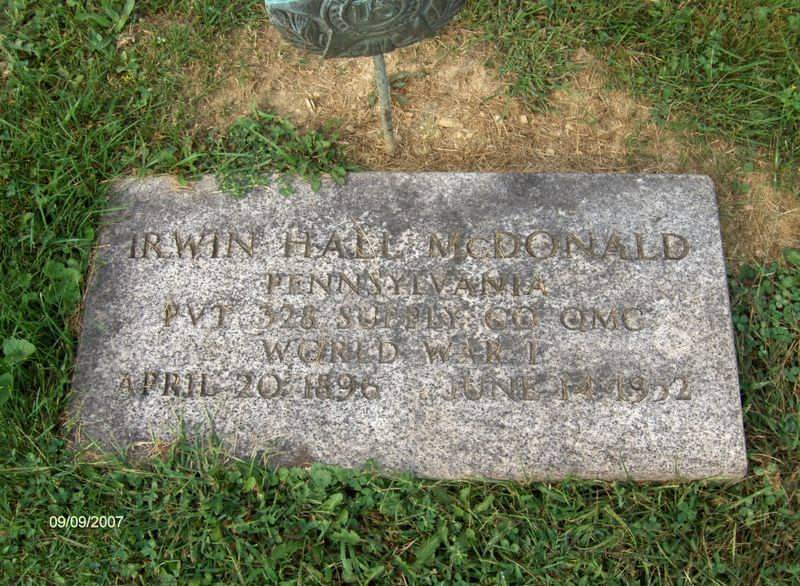 IRWIN HALL McDONALD
PENNSYLVANIA
PVT 328 SUPPLY CO QMC
WORLD WAR I
APRIL 20 1896 JUNE 14 1952
09/09/2007